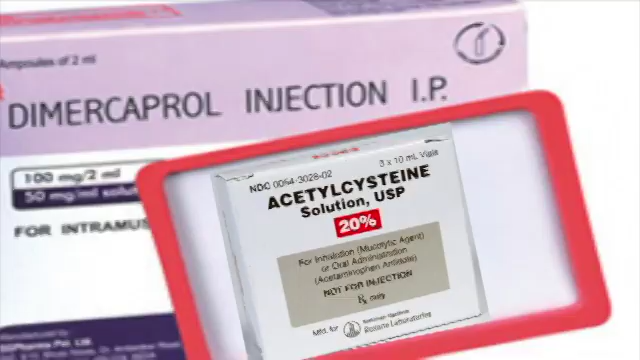 Ampoules of 2 ml
DIMERCAPROL INJECTION I.P.
100 mg/2 ml
50 mg/ml
FOR
NDC 0054-3028-02
3 x 10 mL Vials
ACETYLCYSTEINE
Solution, USP
20%
For Inhalation (Mucolytic Agent)
or Oral Administration
(Acetaminophen Antidote)
NOT FOR INJECTION
℞ only
Mfd. for
Roxane Laboratories